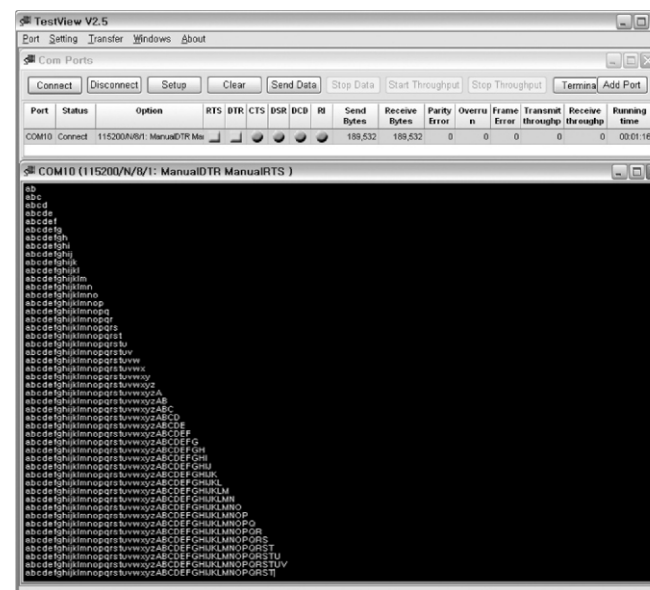 TestView V2.5
Port Setting Transfer Windows About
Com Ports
Connect Disconnect Setup Clear Send Data Stop Data Start Throughput Stop Throughput Termina Add Port
Port Status Option RTS DTR CTS DSR DCD RI Send Bytes Receive Bytes Parity Error Overru n Frame Error Transmit throughp Receive throughp Running time
COM10 Connect 115200/N/8/1: ManualDTR Mai 189,532 189,532 0 0 0 0 0 00:01:16
COM10 (115200/N/8/1: ManualDTR ManualRTS )
ab
abc
abcd
abcde
abcdef
abcdefg
abcdefgh
abcdefghi
abcdefghij
abcdefghijk
abcdefghijkl
abcdefghijklm
abcdefghijklmn
abcdefghijklmno
abcdefghijklmnop
abcdefghijklmnopq
abcdefghijklmnopqr
abcdefghijklmnopqrs
abcdefghijklmnopqrst
abcdefghijklmnopqrstu
abcdefghijklmnopqrstuv
abcdefghijklmnopqrstuvw
abcdefghijklmnopqrstuvwx
abcdefghijklmnopqrstuvwxy
abcdefghijklmnopqrstuvwxyz
abcdefghijklmnopqrstuvwxyzA
abcdefghijklmnopqrstuvwxyzAB
abcdefghijklmnopqrstuvwxyzABC
abcdefghijklmnopqrstuvwxyzABCD
abcdefghijklmnopqrstuvwxyzABCDE
abcdefghijklmnopqrstuvwxyzABCDEF
abcdefghijklmnopqrstuvwxyzABCDEFG
abcdefghijklmnopqrstuvwxyzABCDEFGH
abcdefghijklmnopqrstuvwxyzABCDEFGHI
abcdefghijklmnopqrstuvwxyzABCDEFGHIJ
abcdefghijklmnopqrstuvwxyzABCDEFGHIJK
abcdefghijklmnopqrstuvwxyzABCDEFGHIJKL
abcdefghijklmnopqrstuvwxyzABCDEFGHIJKLM
abcdefghijklmnopqrstuvwxyzABCDEFGHIJKLMN
abcdefghijklmnopqrstuvwxyzABCDEFGHIJKLMNO
abcdefghijklmnopqrstuvwxyzABCDEFGHIJKLMNOP
abcdefghijklmnopqrstuvwxyzABCDEFGHIJKLMNOPQ
abcdefghijklmnopqrstuvwxyzABCDEFGHIJKLMNOPQR
abcdefghijklmnopqrstuvwxyzABCDEFGHIJKLMNOPQRS
abcdefghijklmnopqrstuvwxyzABCDEFGHIJKLMNOPQRST
abcdefghijklmnopqrstuvwxyzABCDEFGHIJKLMNOPQRSTU
abcdefghijklmnopqrstuvwxyzABCDEFGHIJKLMNOPQRSTUV
abcdefghijklmnopqrstuvwxyzABCDEFGHIJKLMNOPQRST